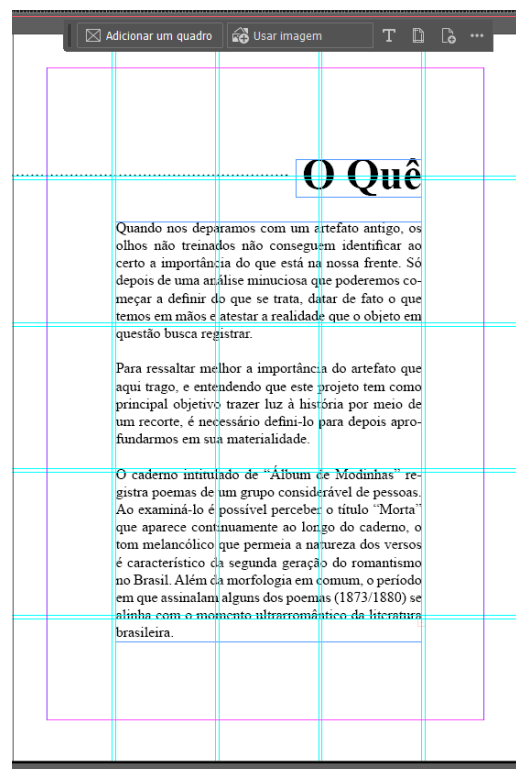 Adicionar um quadro Usar imagem T
O Quê
Quando nos deparamos com um artefato antigo, os
olhos não treinados não conseguem identificar ao
certo a importância do que está na nossa frente. Só
depois de uma análise minuciosa que poderemos co-
meçar a definir do que se trata, datar de fato o que
temos em mãos e atestar a realidade que o objeto em
questão busca registrar.
Para ressaltar melhor a importância do artefato que
aqui trago, e entendendo que este projeto tem como
principal objetivo trazer luz à história por meio de
um recorte, é necessário defini-lo para depois apro-
fundarmos em sua materialidade.
O caderno intitulado de “Álbum de Modinhas” re-
gistra poemas de um grupo considerável de pessoas.
Ao examiná-lo é possível perceber o título “Morta”
que aparece continuamente ao longo do caderno, o
tom melancólico que permeia a natureza dos versos
é característico da segunda geração do romantismo
no Brasil. Além da morfologia em comum, o período
em que assinalam alguns dos poemas (1873/1880) se
alinha com o momento ultrarromântico da literatura
brasileira.